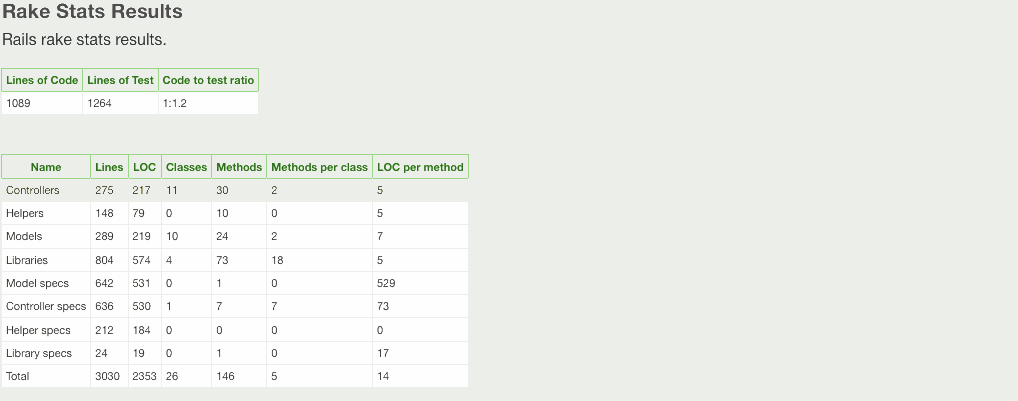 Rake Stats Results
Rails rake stats results.
Lines of Code Lines of Test Code to test ratio
1089 1264 1:1.2
Name Lines LOC Classes Methods Methods per class LOC per method
Controllers 275 217 11 30 2 5
Helpers 148 79 0 10 0 5
Models 289 219 10 24 2 7
Libraries 804 574 4 73 18 5
Model specs 642 531 0 1 0 529
Controller specs 636 530 1 7 7 73
Helper specs 212 184 0 0 0 0
Library specs 24 19 0 1 0 17
Total 3030 2353 26 146 5 14